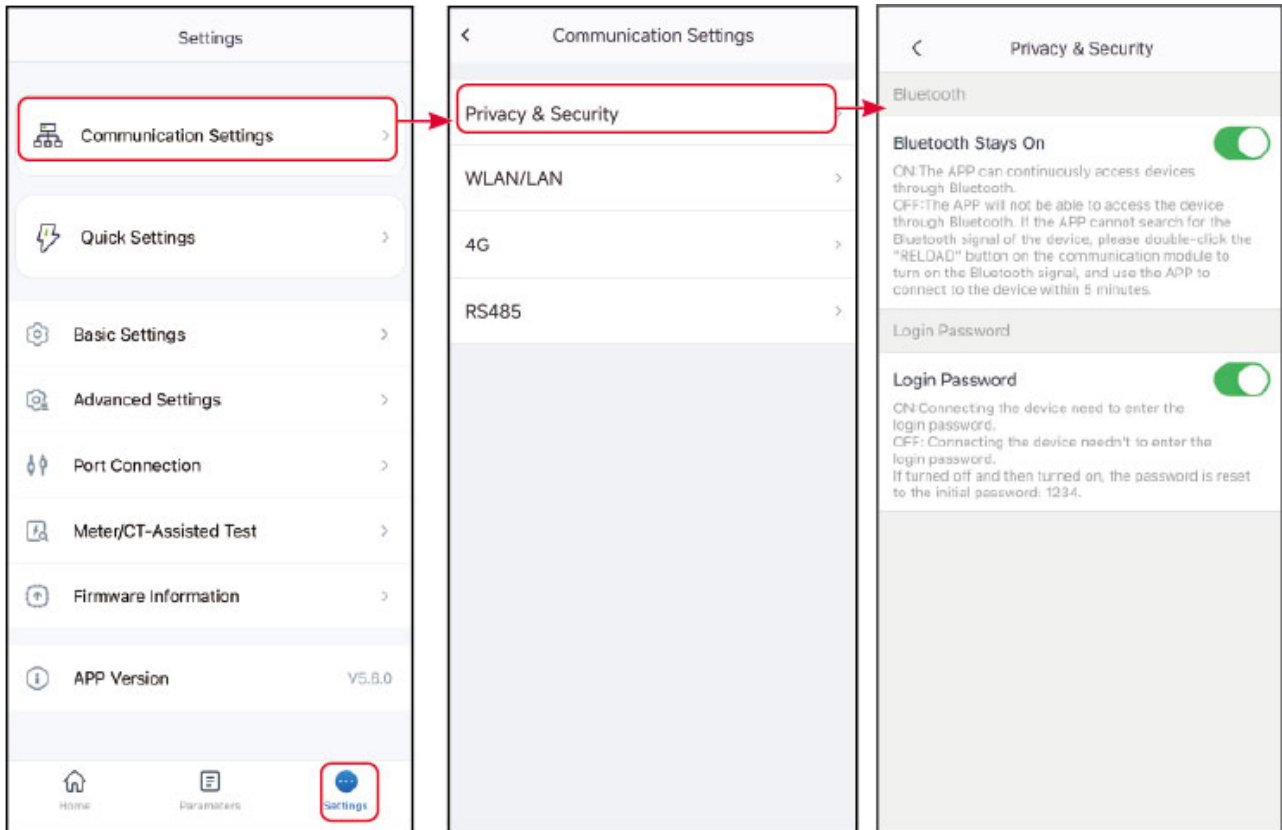 Settings
Communication Settings
Quick Settings
Basic Settings
Advanced Settings
Port Connection
Meter/CT-Assisted Test
Firmware Information
APP Version V5.6.0
Home Parameters Settings
Communication Settings
Privacy & Security
WLAN/LAN
4G
RS485
Privacy & Security
Bluetooth
Bluetooth Stays On
ON:The APP can continuously access devices
through Bluetooth.
OFF:The APP will not be able to access the device
through Bluetooth. If the APP cannot search for the
Bluetooth signal of the device, please double-click the
"RELOAD" button on the communication module to
turn on the Bluetooth signal, and use the APP to
connect to the device within 5 minutes.
Login Password
Login Password
ON:Connecting the device need to enter the
login password.
OFF: Connecting the device needn't to enter the
login password.
If turned off and then turned on, the password is reset
to the initial password: 1234.